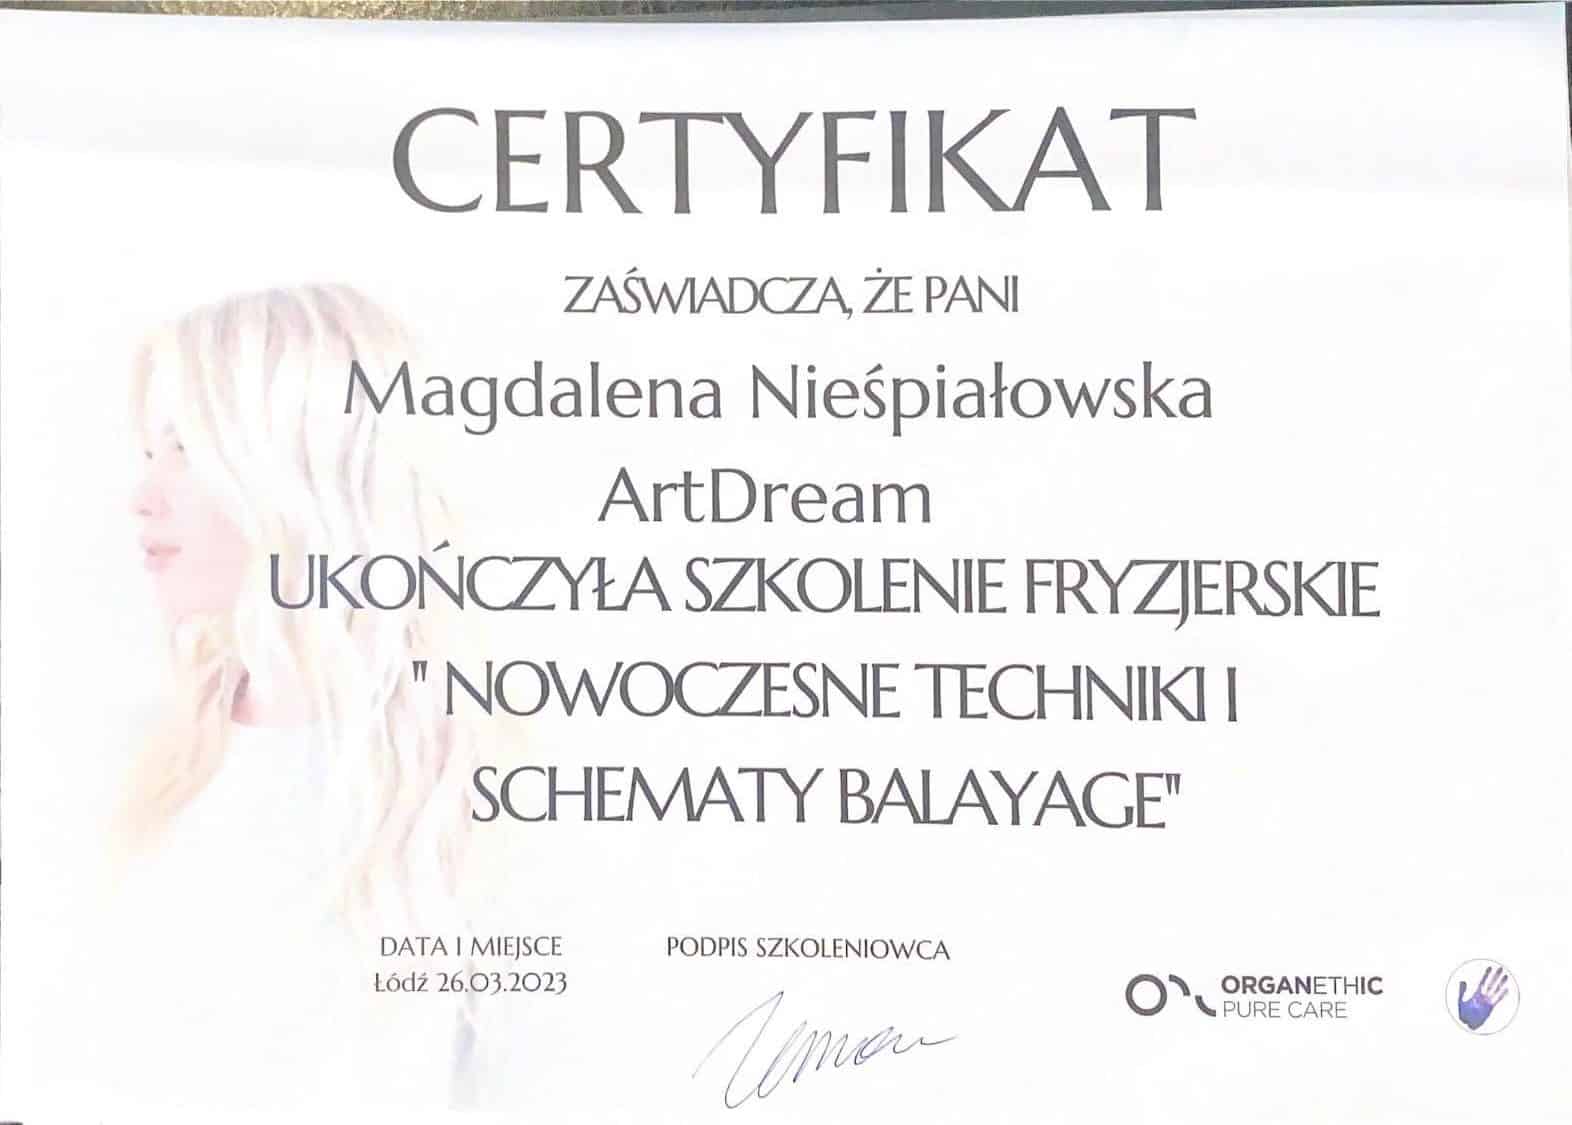 CERTYFIKAT
ZAŚWIADCZA, ŻE PANI
Magdalena Nieśpiałowska
ArtDream
UKOŃCZYŁA SZKOLENIE FRYZJERSKIE
" NOWOCZESNE TECHNIKI I
SCHEMATY BALAYAGE"
DATA I MIEJSCE
Łódź 26.03.2023
PODPIS SZKOLENIOWCA
ORGANETHIC
PURE CARE